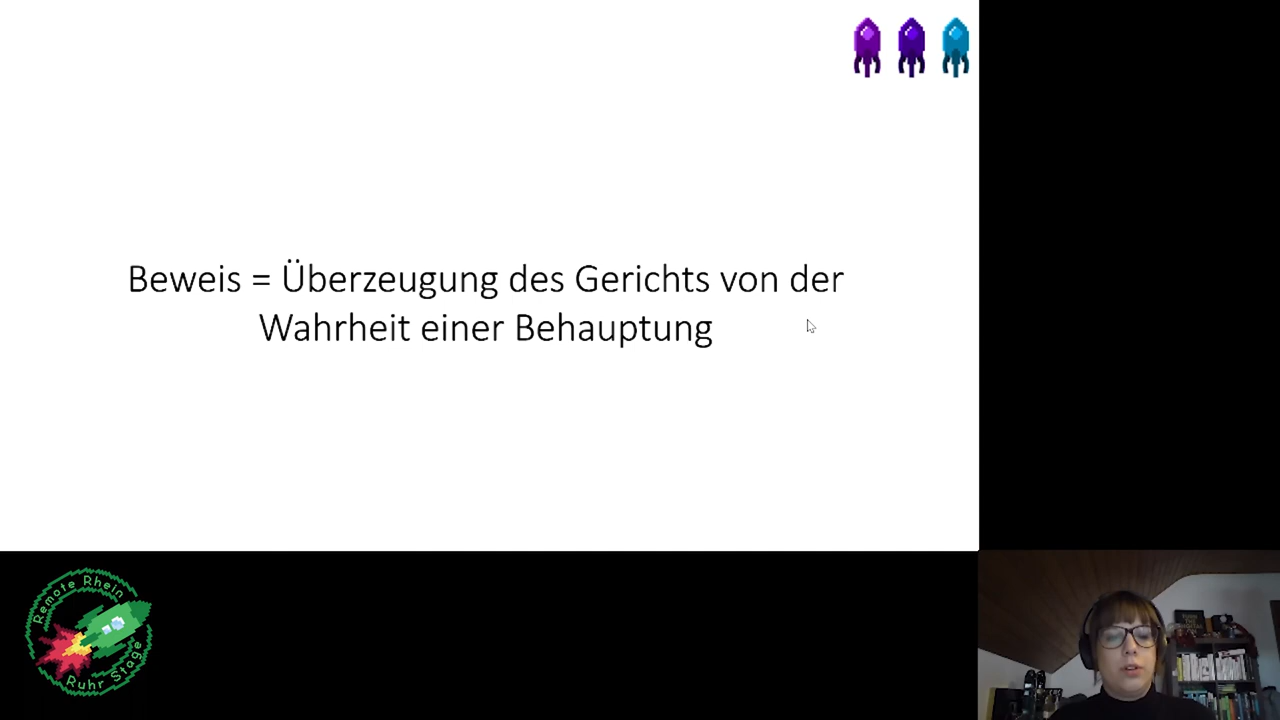 Beweis = Überzeugung des Gerichts von der
Wahrheit einer Behauptung
Remote Rhein
Ruhr Stage